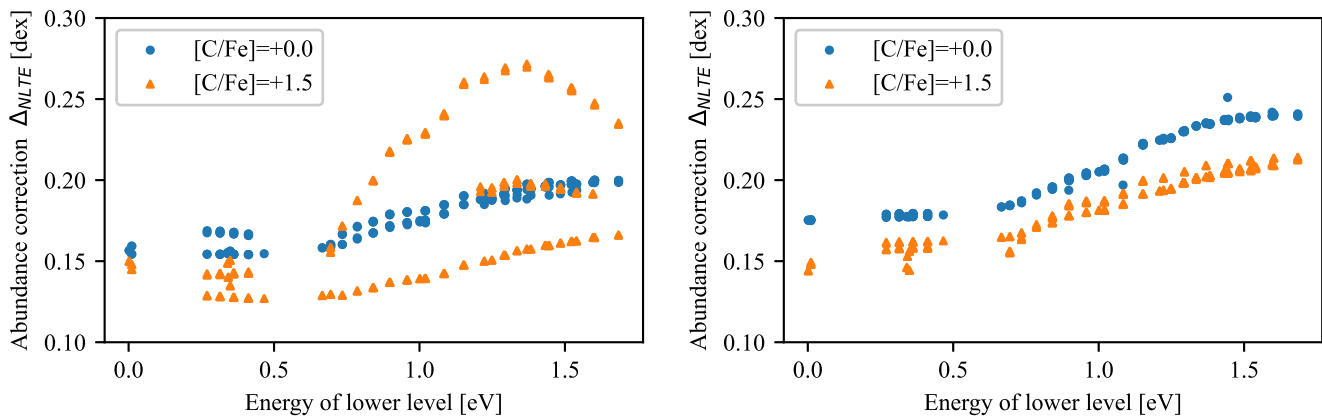 0.30
0.25
0.20
0.15
0.10
Abundance correction Δ_NLTE [dex]
[C/Fe]=+0.0
[C/Fe]=+1.5
0.0 0.5 1.0 1.5
Energy of lower level [eV]
0.30
0.25
0.20
0.15
0.10
Abundance correction Δ_NLTE [dex]
[C/Fe]=+0.0
[C/Fe]=+1.5
0.0 0.5 1.0 1.5
Energy of lower level [eV]